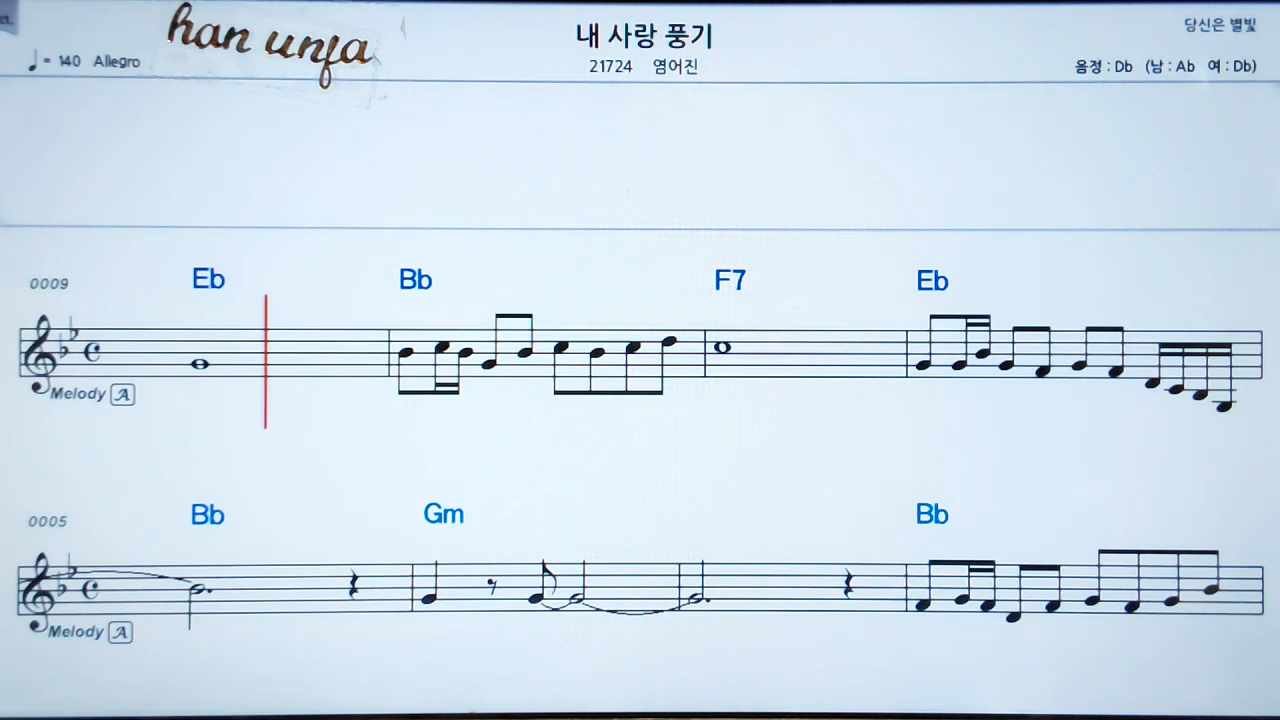 ct.
han unja
내 사랑 풍기
당신은 별빛
♩= 140 Allegro
21724 염어진
음정 : Db (남 : Ab 여 : Db)
0009
Eb Bb F7 Eb
Melody A
0005
Bb Gm Bb
Melody A